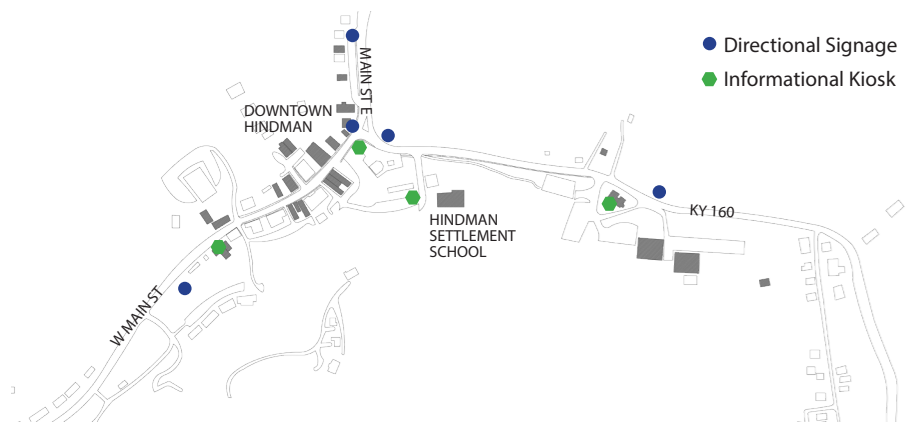 Directional Signage
Informational Kiosk
MAIN ST E
DOWNTOWN
HINDMAN
HINDMAN
SETTLEMENT
SCHOOL
KY 160
W MAIN ST